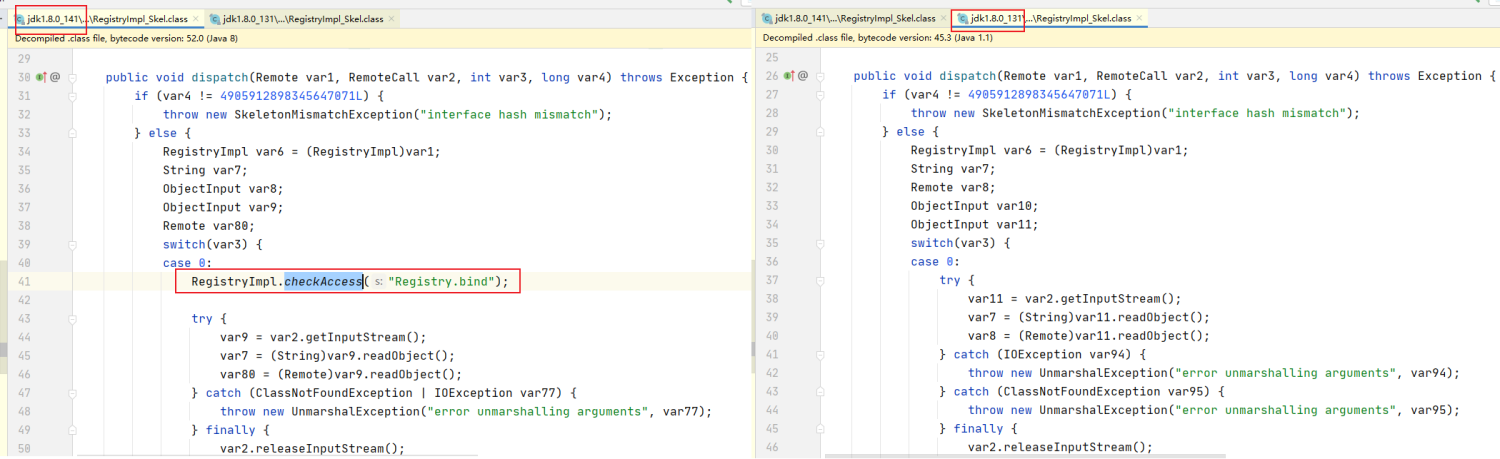 jdk1.8.0_141\...\RegistryImpl_Skel.class
jdk1.8.0_131\...\RegistryImpl_Skel.class
Decompiled .class file, bytecode version: 52.0 (Java 8)
29
30 @ public void dispatch(Remote var1, RemoteCall var2, int var3, long var4) throws Exception {
31 if (var4 != 4905912898345647071L) {
32 throw new SkeletonMismatchException("interface hash mismatch");
33 } else {
34 RegistryImpl var6 = (RegistryImpl)var1;
35 String var7;
36 ObjectInput var8;
37 ObjectInput var9;
38 Remote var80;
39 switch(var3) {
40 case 0:
41 RegistryImpl.checkAccess( s: "Registry.bind");
42
43 try {
44 var9 = var2.getInputStream();
45 var7 = (String)var9.readObject();
46 var80 = (Remote)var9.readObject();
47 } catch (ClassNotFoundException | IOException var77) {
48 throw new UnmarshalException("error unmarshalling arguments", var77);
49 } finally {
50 var2.releaseInputStream();
jdk1.8.0_141\...\RegistryImpl_Skel.class
jdk1.8.0_131\...\RegistryImpl_Skel.class
Decompiled .class file, bytecode version: 45.3 (Java 1.1)
25
26 @ public void dispatch(Remote var1, RemoteCall var2, int var3, long var4) throws Exception {
27 if (var4 != 4905912898345647071L) {
28 throw new SkeletonMismatchException("interface hash mismatch");
29 } else {
30 RegistryImpl var6 = (RegistryImpl)var1;
31 String var7;
32 Remote var8;
33 ObjectInput var10;
34 ObjectInput var11;
35 switch(var3) {
36 case 0:
37 try {
38 var11 = var2.getInputStream();
39 var7 = (String)var11.readObject();
40 var8 = (Remote)var11.readObject();
41 } catch (IOException var94) {
42 throw new UnmarshalException("error unmarshalling arguments", var94);
43 } catch (ClassNotFoundException var95) {
44 throw new UnmarshalException("error unmarshalling arguments", var95);
45 } finally {
46 var2.releaseInputStream();